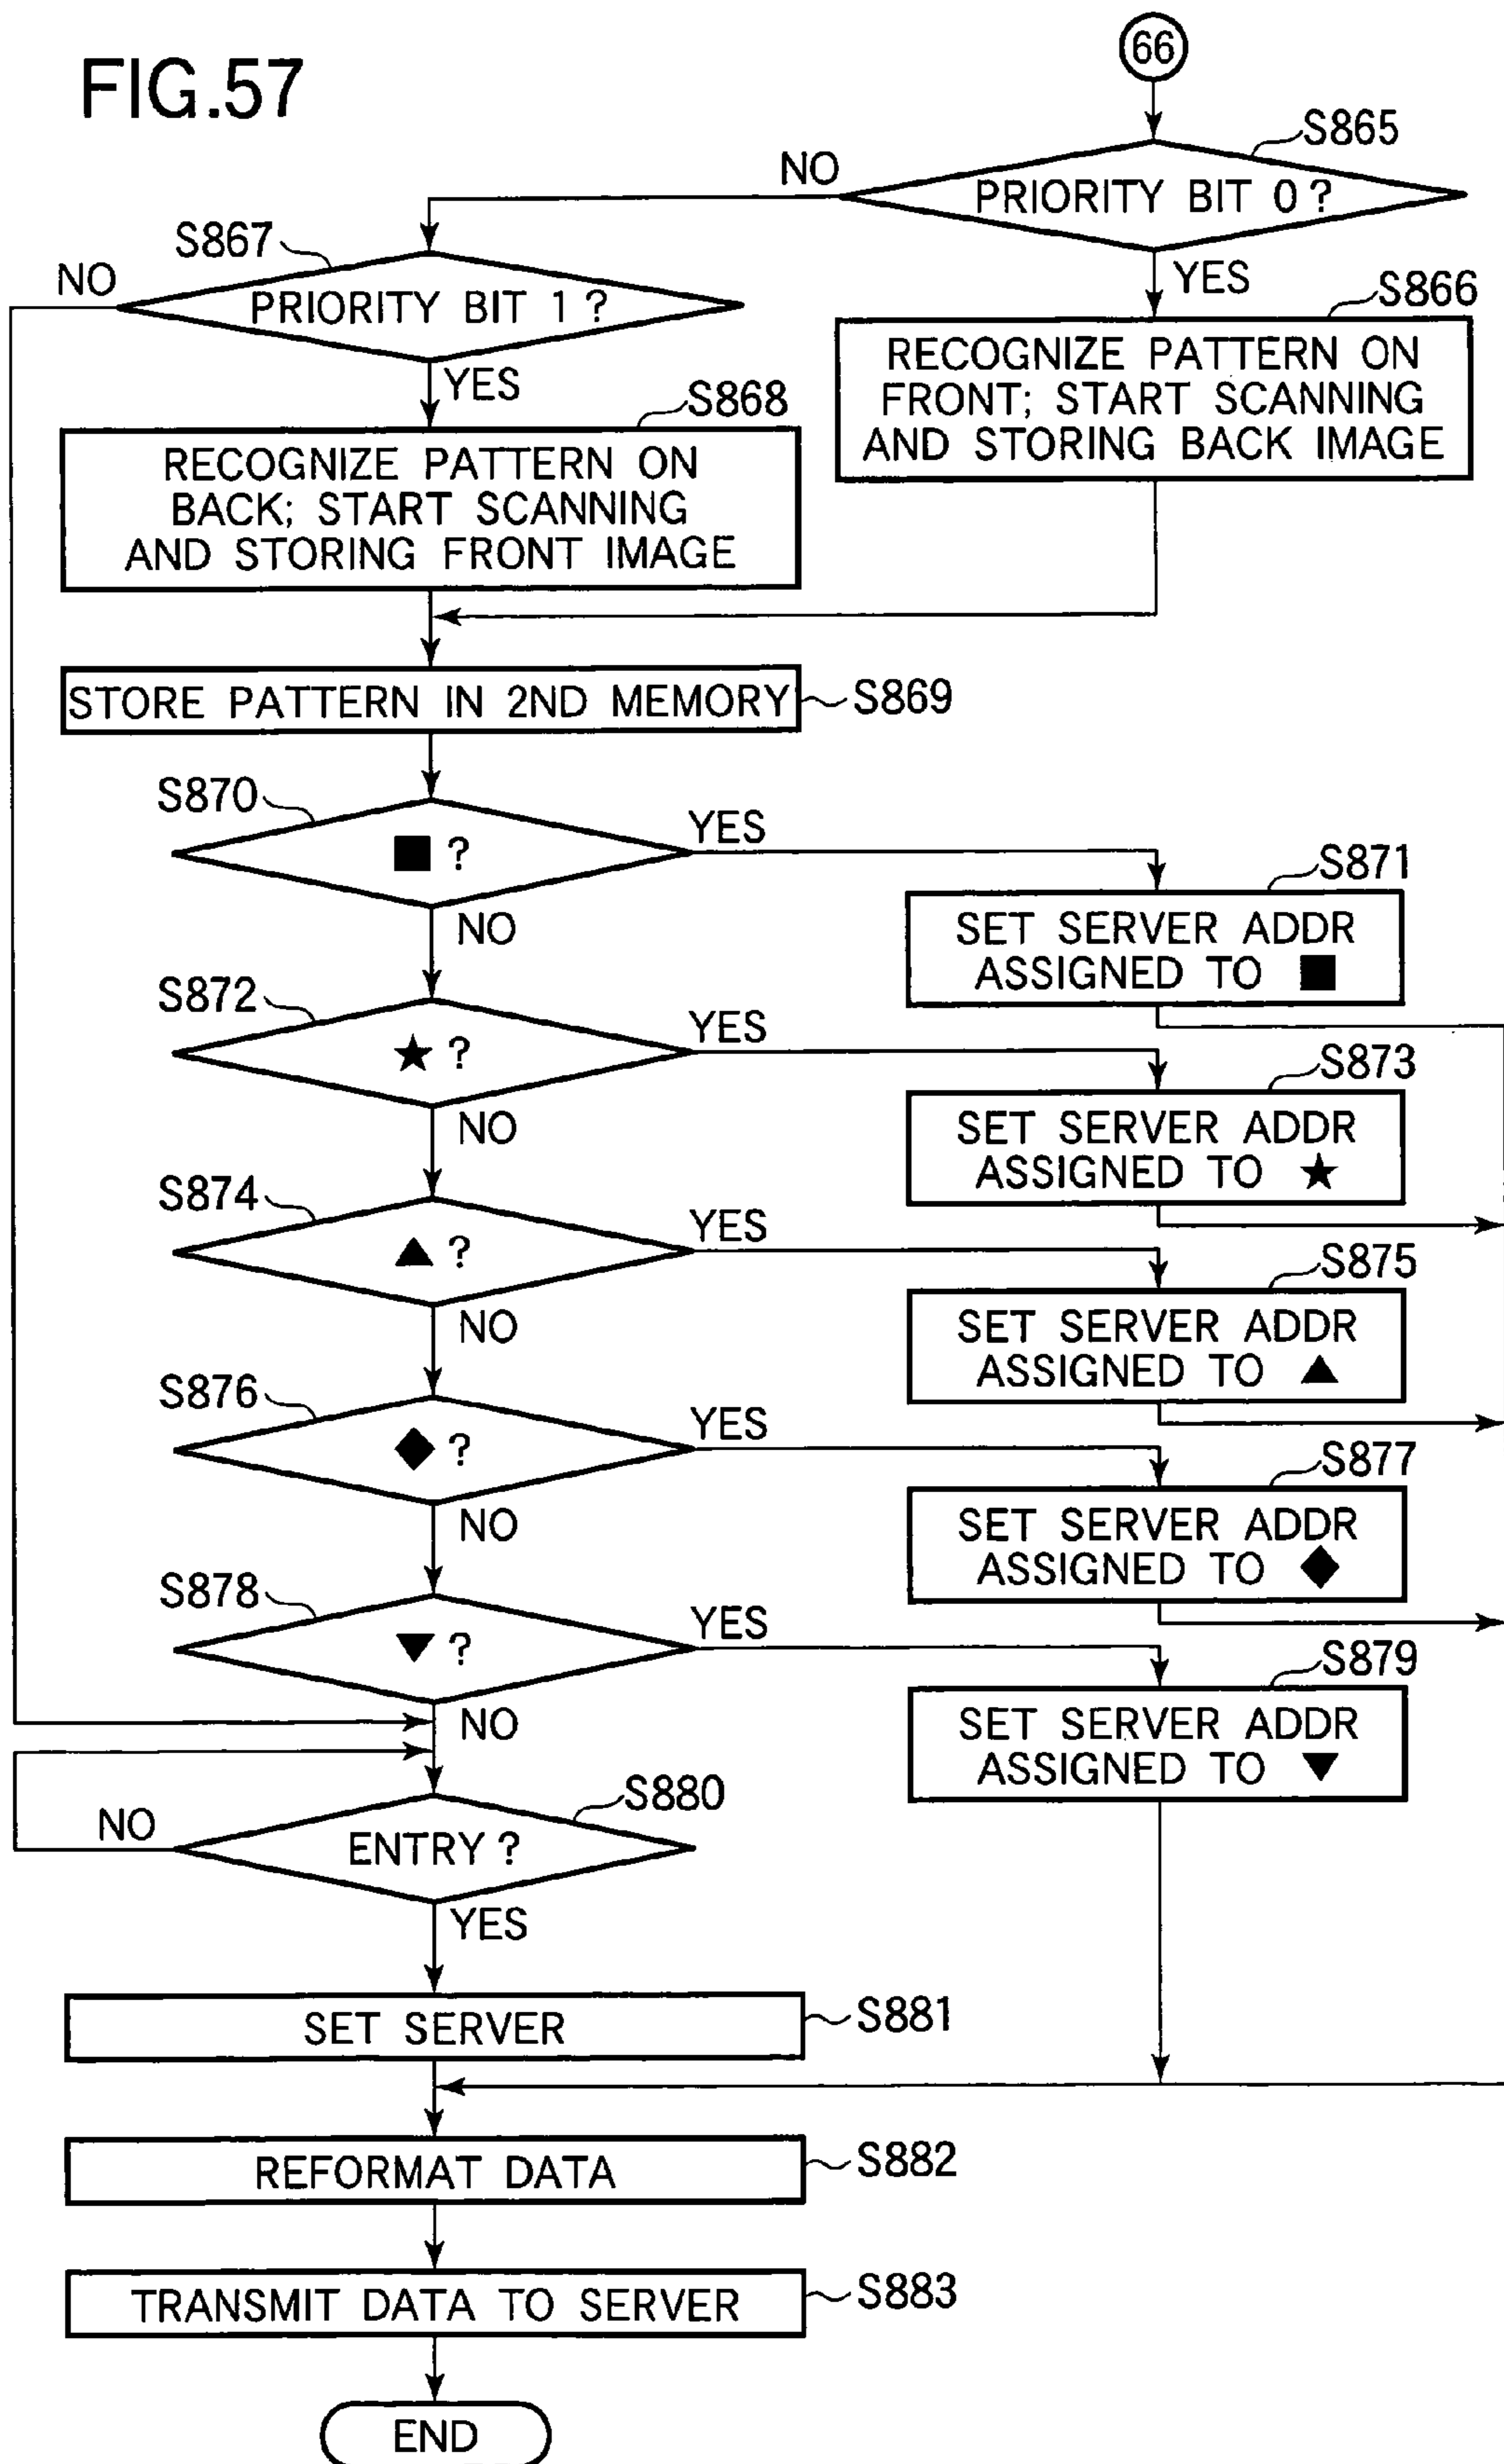 FIG.57
66
S865
NO
PRIORITY BIT 0?
YES
S867
NO
PRIORITY BIT 1?
YES
S866
RECOGNIZE PATTERN ON
FRONT; START SCANNING
AND STORING BACK IMAGE
S868
RECOGNIZE PATTERN ON
BACK; START SCANNING
AND STORING FRONT IMAGE
STORE PATTERN IN 2ND MEMORY
S869
S870
■ ?
YES
NO
S871
SET SERVER ADDR
ASSIGNED TO ■
S872
★ ?
YES
NO
S873
SET SERVER ADDR
ASSIGNED TO ★
S874
▲ ?
YES
NO
S875
SET SERVER ADDR
ASSIGNED TO ▲
S876
◆ ?
YES
NO
S877
SET SERVER ADDR
ASSIGNED TO ◆
S878
▼ ?
YES
NO
S879
SET SERVER ADDR
ASSIGNED TO ▼
S880
NO
ENTRY?
YES
SET SERVER
S881
REFORMAT DATA
S882
TRANSMIT DATA TO SERVER
S883
END